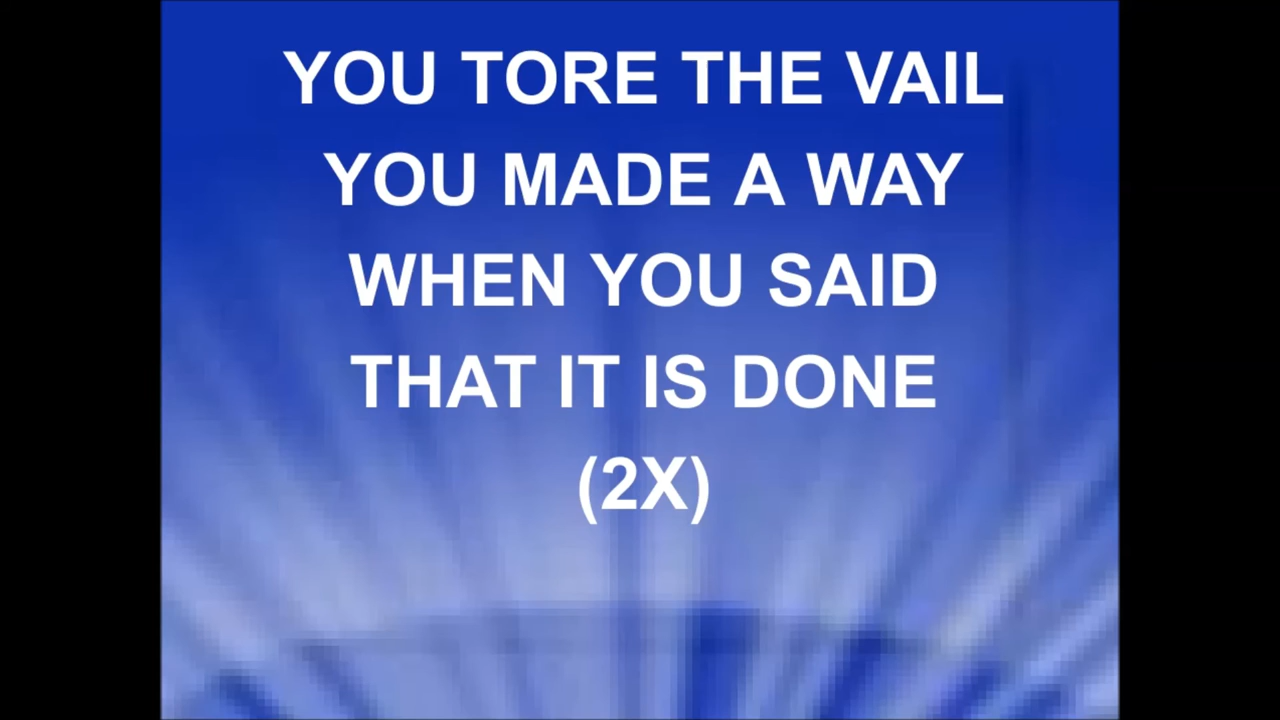 YOU TORE THE VAIL
YOU MADE A WAY
WHEN YOU SAID
THAT IT IS DONE
(2X)